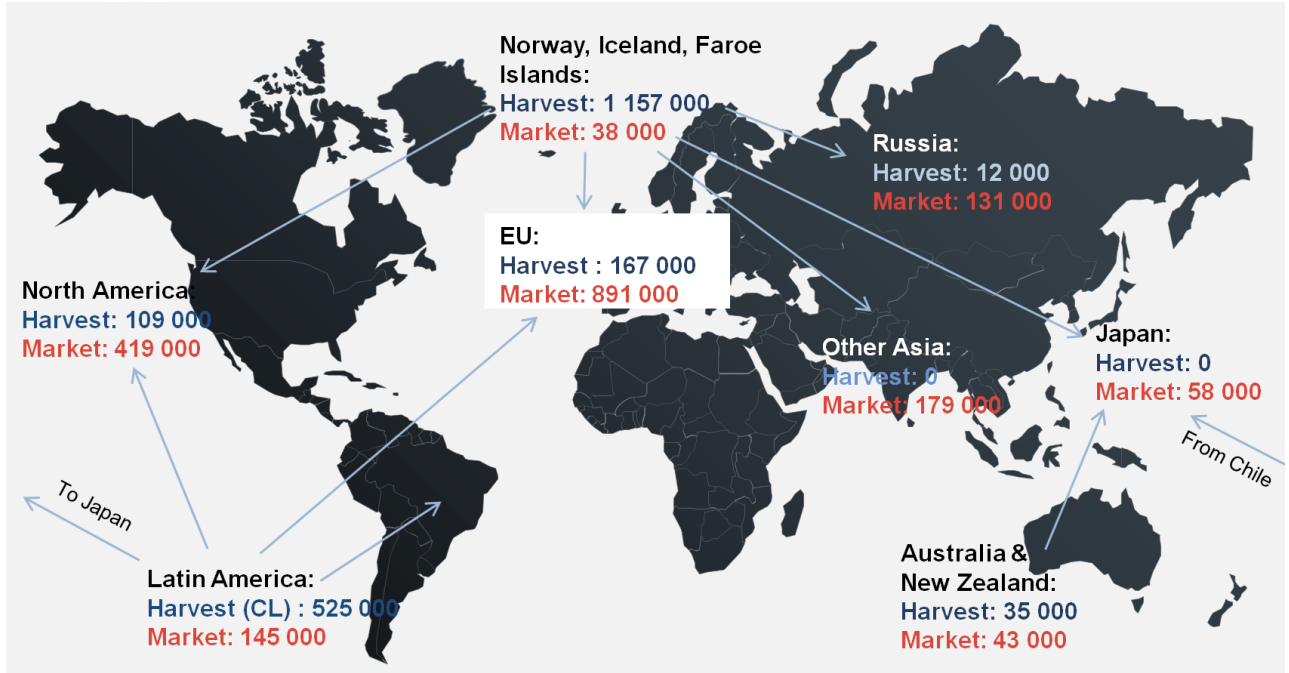 Norway, Iceland, Faroe
Islands:
Harvest: 1 157 000
Market: 38 000
Russia:
Harvest: 12 000
Market: 131 000
EU:
Harvest : 167 000
Market: 891 000
North America:
Harvest: 109 000
Market: 419 000
Other Asia:
Harvest: 0
Market: 179 000
Japan:
Harvest: 0
Market: 58 000
From Chile
To Japan
Latin America:
Harvest (CL) : 525 000
Market: 145 000
Australia &
New Zealand:
Harvest: 35 000
Market: 43 000